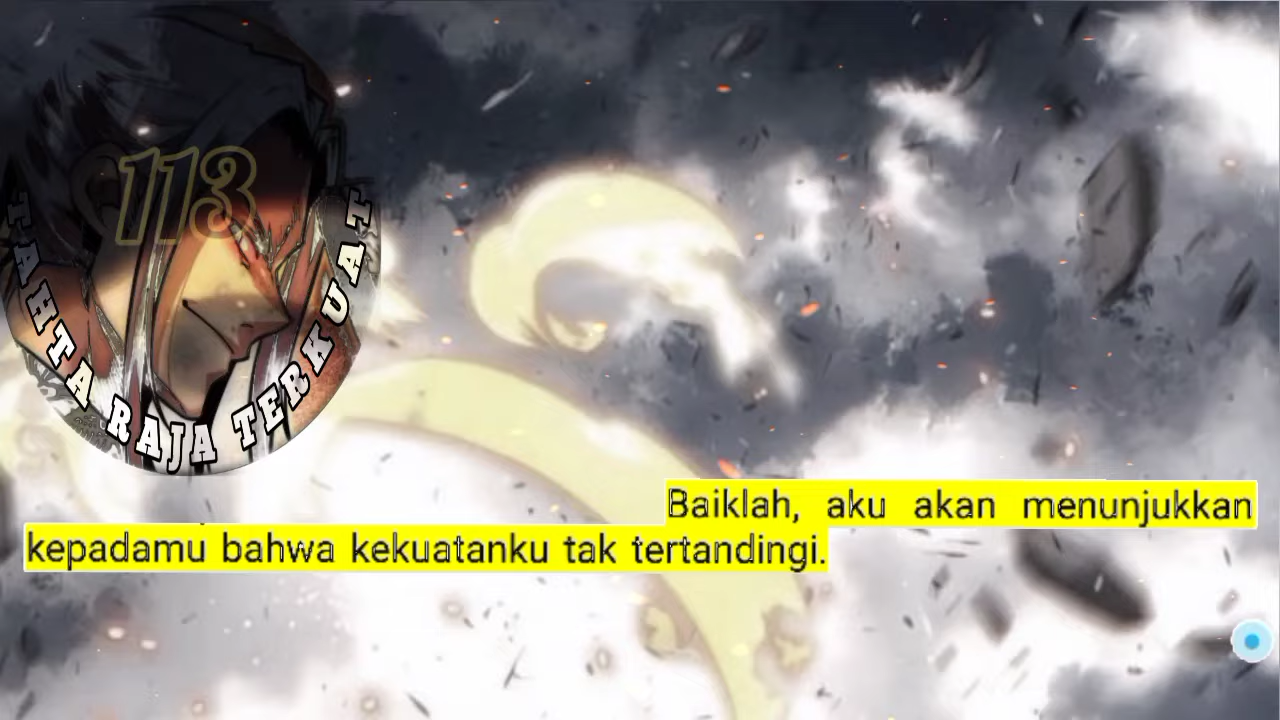 113
TAHTA RAJA TERKUAT
Baiklah, aku akan menunjukkan
kepadamu bahwa kekuatanku tak tertandingi.